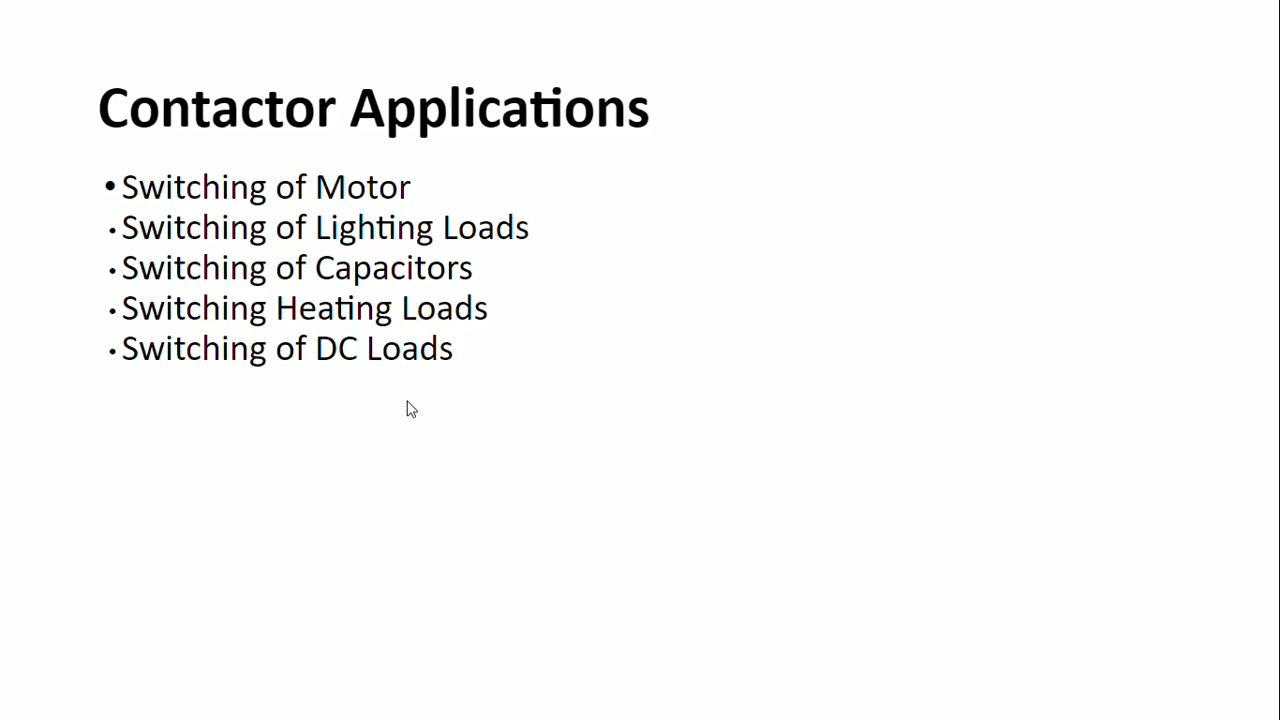 Contactor Applications
• Switching of Motor
• Switching of Lighting Loads
• Switching of Capacitors
• Switching Heating Loads
• Switching of DC Loads